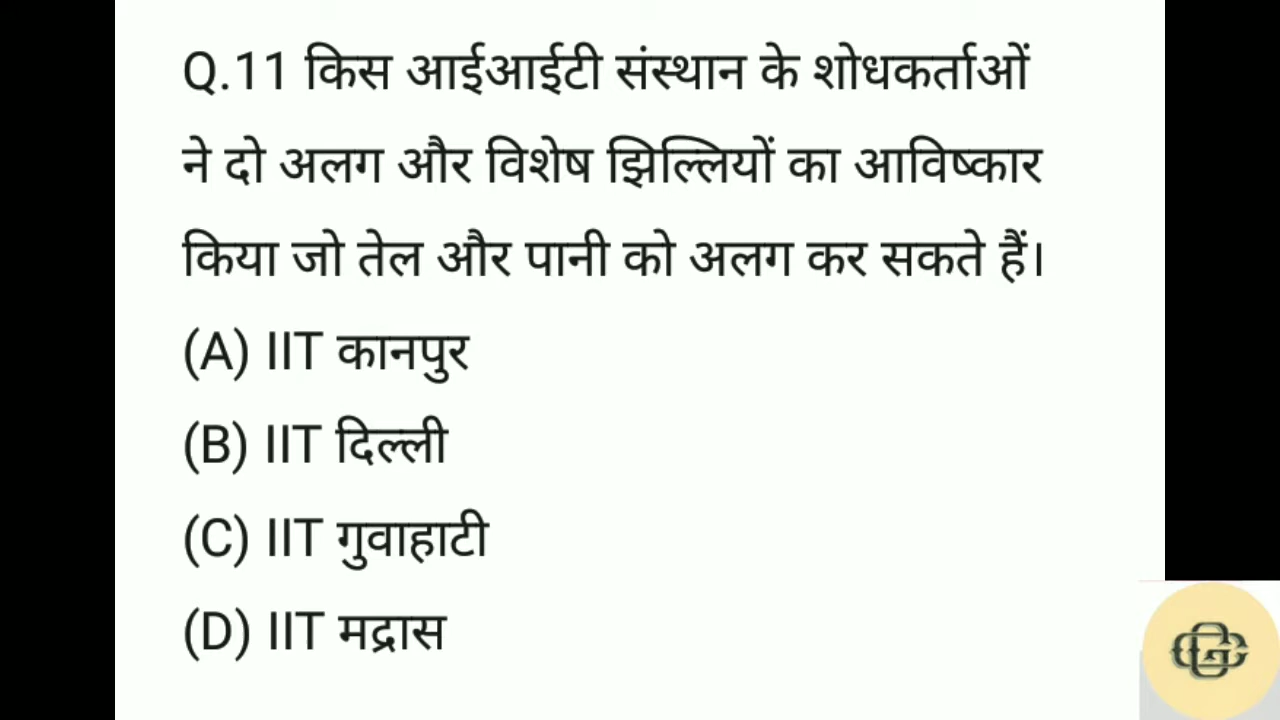 Q.11 किस आईआईटी संस्थान के शोधकर्ताओं
ने दो अलग और विशेष झिल्लियों का आविष्कार
किया जो तेल और पानी को अलग कर सकते हैं।
(A) IIT कानपुर
(B) IIT दिल्ली
(C) IIT गुवाहाटी
(D) IIT मद्रास